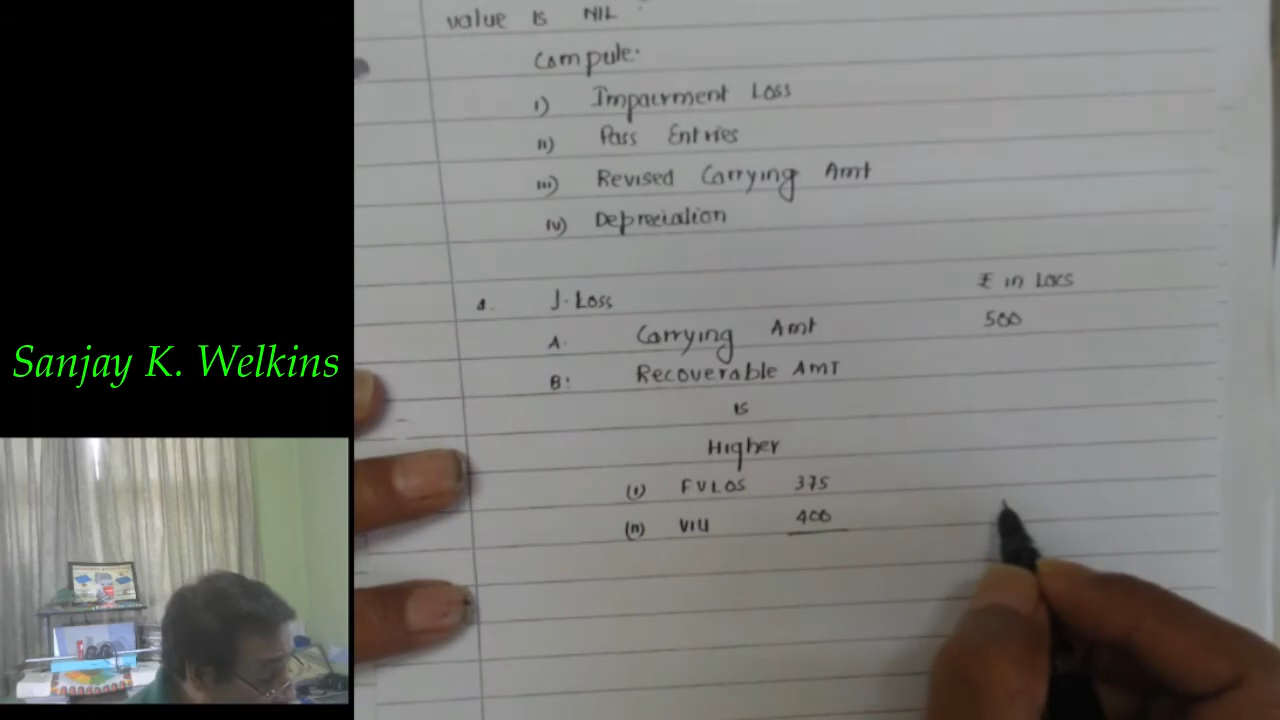 value is NIL
Compute.
i) Impairment Loss
ii) Pass Entries
iii) Revised Carrying Amt
iv) Depreciation
₹ in Lacs
1. I. Loss
A. Carrying Amt 500
B: Recoverable AMT
is
Higher
(i) FVLOS 375
(ii) VIU 400
Sanjay K. Welkins